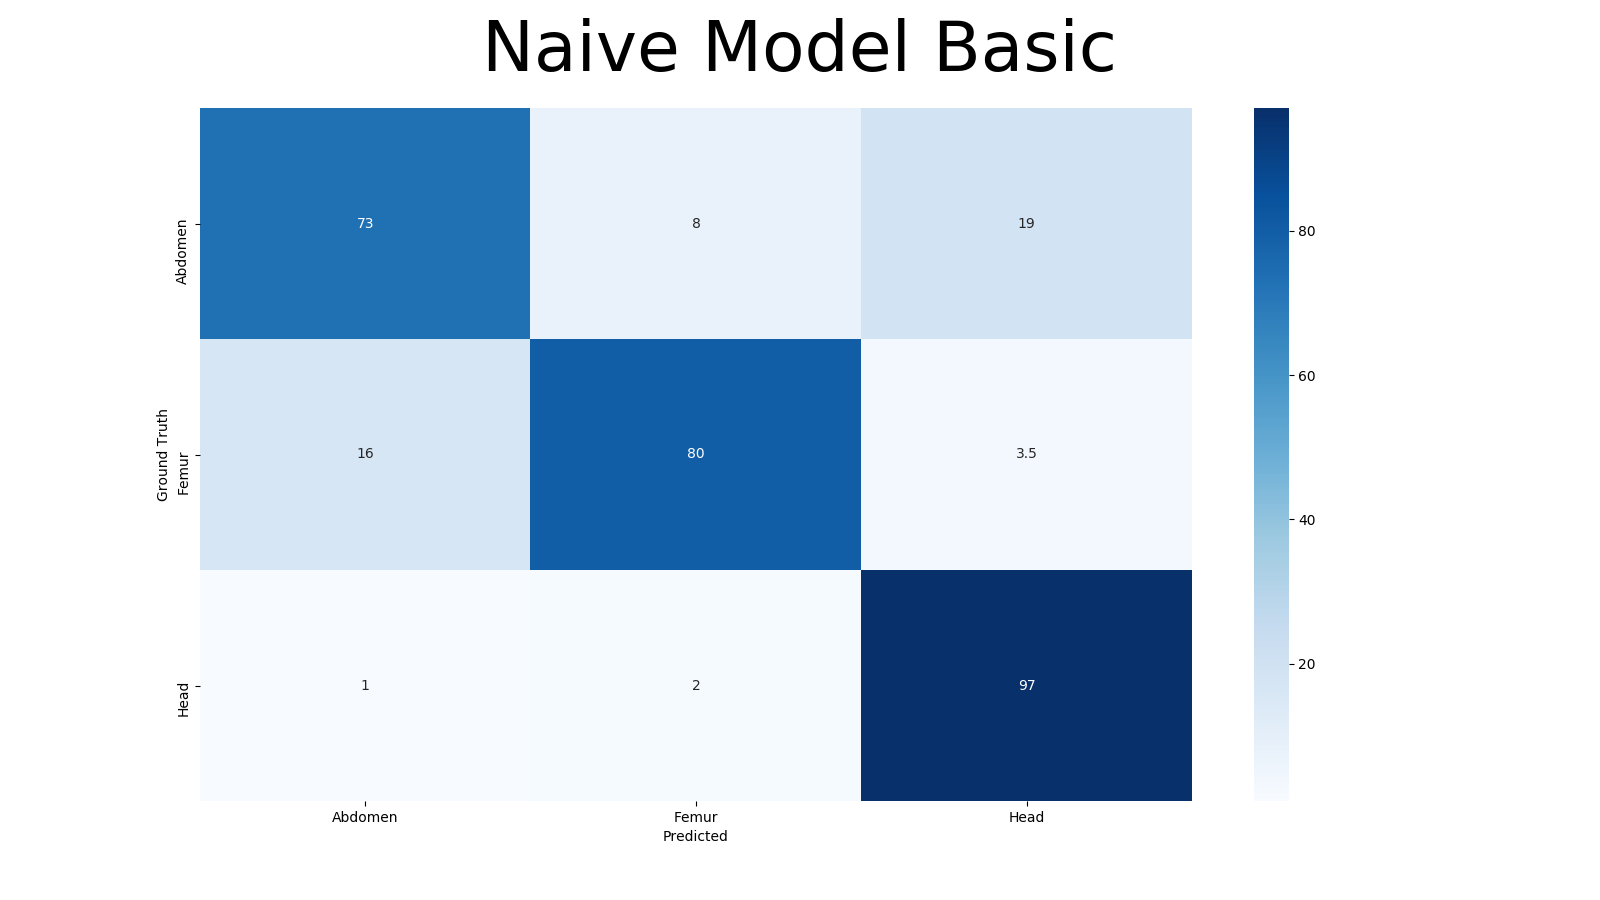 Naive Model Basic
Ground Truth
Abdomen
73
8
19
80
Femur
16
80
3.5
60
40
Head
1
2
97
20
Abdomen
Femur
Head
Predicted